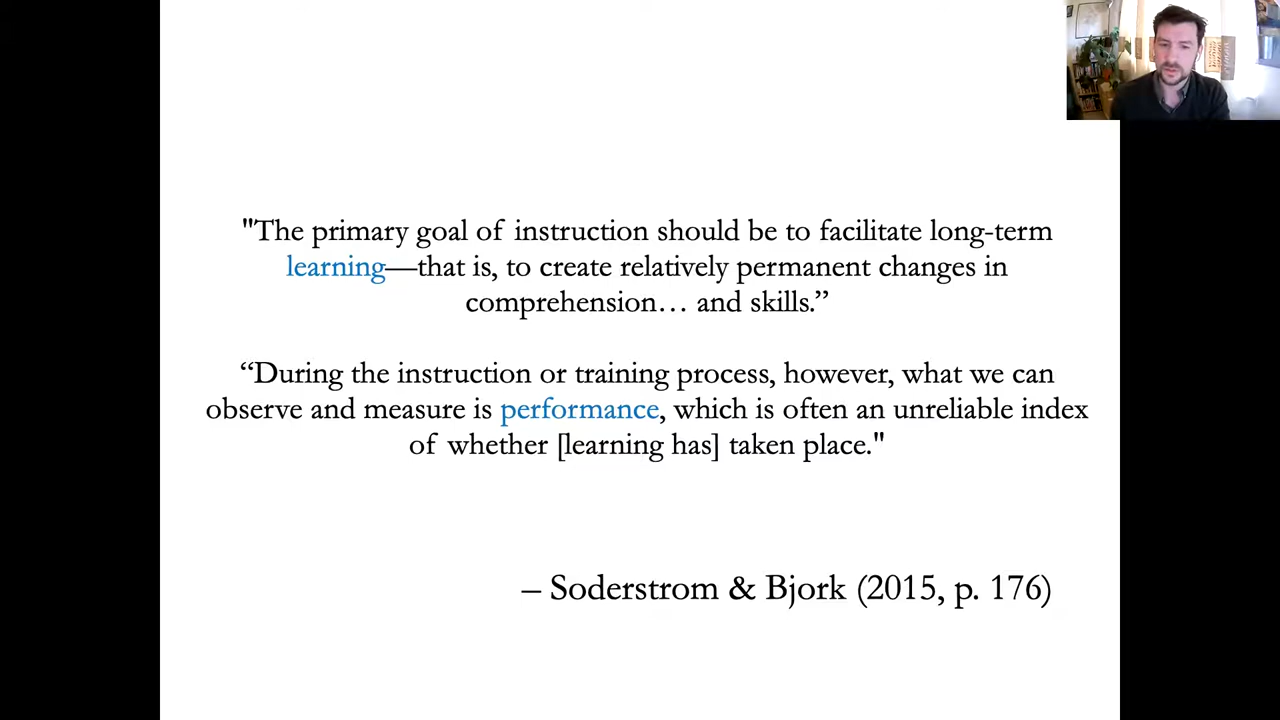 "The primary goal of instruction should be to facilitate long-term
learning—that is, to create relatively permanent changes in
comprehension… and skills.”
“During the instruction or training process, however, what we can
observe and measure is performance, which is often an unreliable index
of whether [learning has] taken place."
– Soderstrom & Bjork (2015, p. 176)